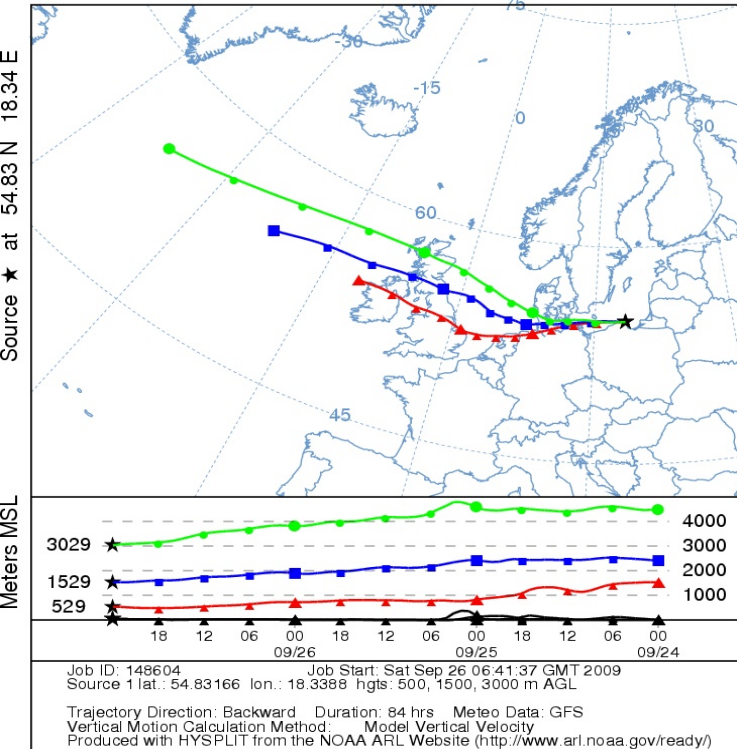 75
-30
-15
0
30
60
45
Source ★ at 54.83 N 18.34 E
Meters MSL
4000
3029
3000
1529
2000
529
1000
18 12 06 00 18 12 06 00 18 12 06 00
09/26 09/25 09/24
Job ID: 148604 Job Start: Sat Sep 26 06:41:37 GMT 2009
Source 1 lat.: 54.83166 lon.: 18.3388 hgts: 500, 1500, 3000 m AGL
Trajectory Direction: Backward Duration: 84 hrs Meteo Data: GFS
Vertical Motion Calculation Method: Model Vertical Velocity
Produced with HYSPLIT from the NOAA ARL Website (http://www.arl.noaa.gov/ready/)